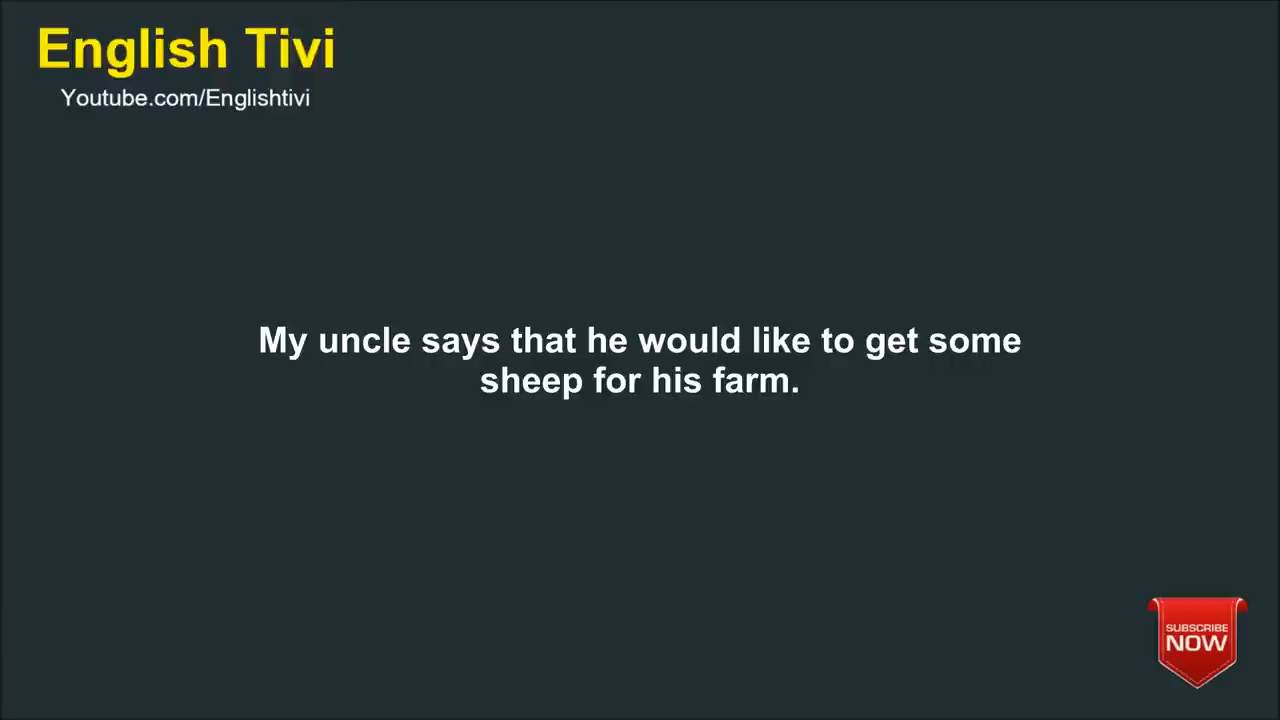 English Tivi
Youtube.com/Englishtivi
My uncle says that he would like to get some
sheep for his farm.
SUBSCRIBE
NOW